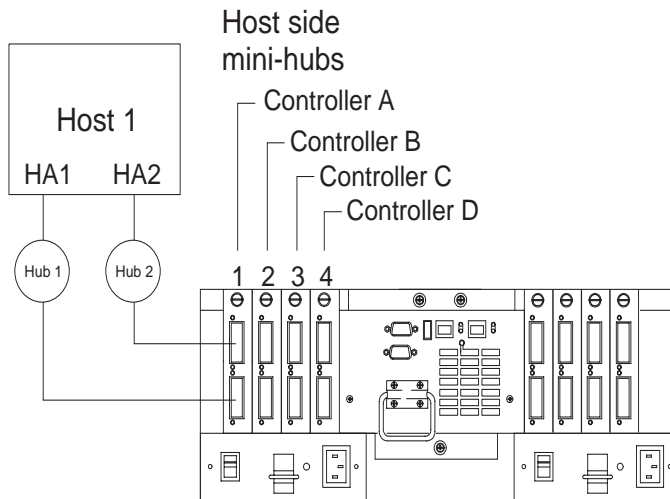 Host side
mini-hubs
Controller A
Host 1
Controller B
HA1 HA2
Controller C
Controller D
Hub 1 Hub 2
1 2 3 4